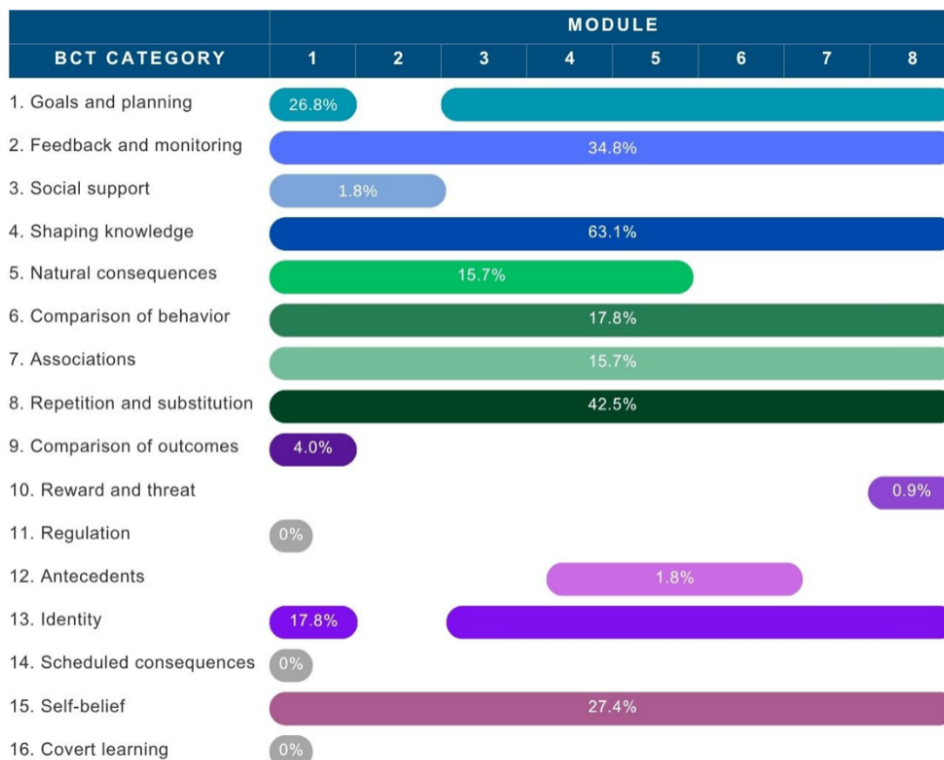 MODULE
BCT CATEGORY 1 2 3 4 5 6 7 8
1. Goals and planning 26.8%
2. Feedback and monitoring 34.8%
3. Social support 1.8%
4. Shaping knowledge 63.1%
5. Natural consequences 15.7%
6. Comparison of behavior 17.8%
7. Associations 15.7%
8. Repetition and substitution 42.5%
9. Comparison of outcomes 4.0%
10. Reward and threat 0.9%
11. Regulation 0%
12. Antecedents 1.8%
13. Identity 17.8%
14. Scheduled consequences 0%
15. Self-belief 27.4%
16. Covert learning 0%